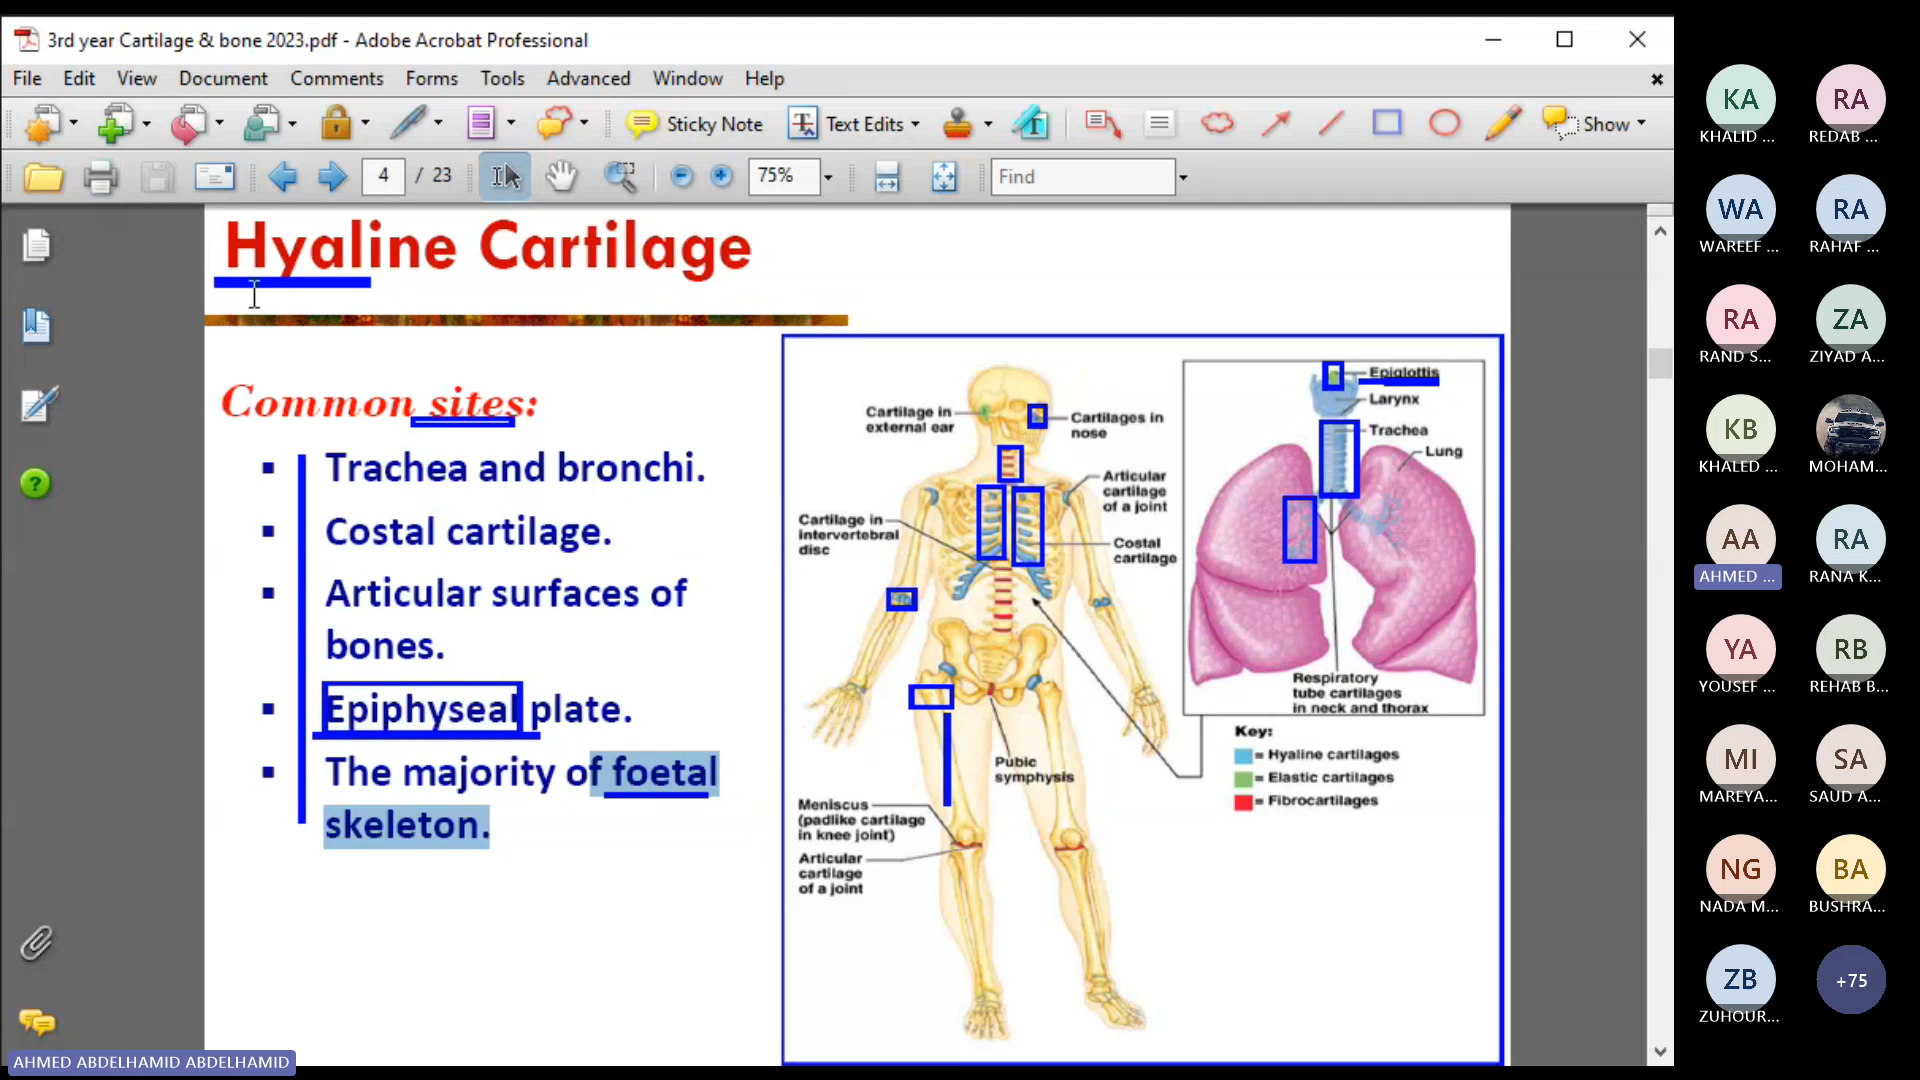 3rd year Cartilage & bone 2023.pdf - Adobe Acrobat Professional
File Edit View Document Comments Forms Tools Advanced Window Help
Sticky Note Text Edits Show
4 / 23 75% Find
Hyaline Cartilage
Common sites:
Trachea and bronchi.
Costal cartilage.
Articular surfaces of
bones.
Epiphyseal plate.
The majority of foetal
skeleton.
Cartilage in
external ear
Cartilages in
nose
Articular
cartilage
of a joint
Cartilage in
intervertebral
disc
Costal
cartilage
Pubic
symphysis
Meniscus
(padlike cartilage
in knee joint)
Articular
cartilage
of a joint
Epiglottis
Larynx
Trachea
Lung
Respiratory
tube cartilages
in neck and thorax
Key:
= Hyaline cartilages
= Elastic cartilages
= Fibrocartilages
KA RA
KHALID ... REDAB ...
WA RA
WAREEF ... RAHAF ...
RA ZA
RAND S... ZIYAD A...
KB
KHALED ... MOHAM...
AA RA
AHMED ... RANA K...
YA RB
YOUSEF ... REHAB B...
MI SA
MAREYA... SAUD A...
NG BA
NADA M... BUSHRA...
ZB +75
ZUHOUR...
AHMED ABDELHAMID ABDELHAMID